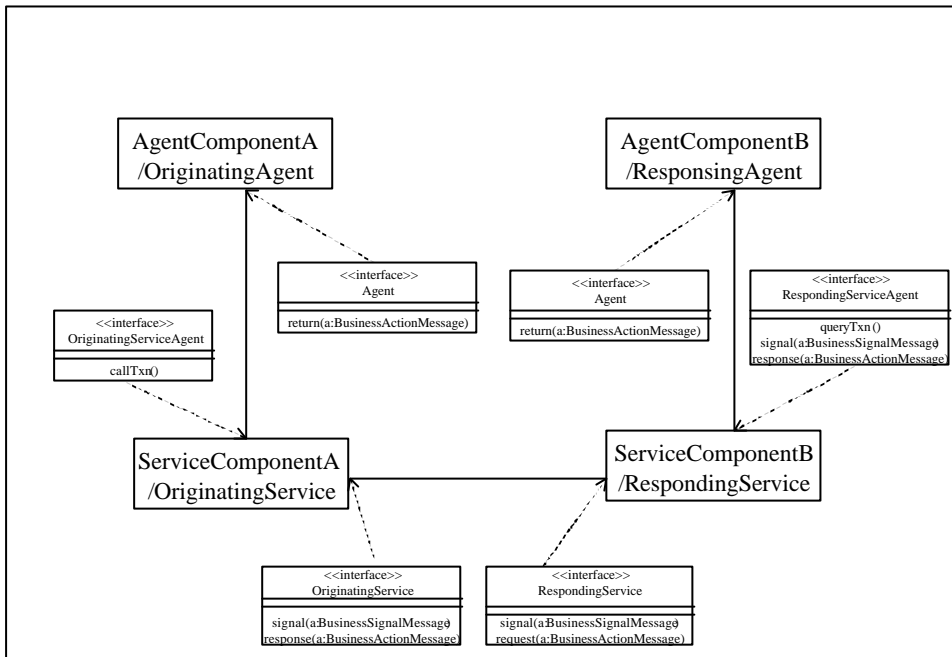 AgentComponentA
/OriginatingAgent
AgentComponentB
/ResponsingAgent
<<interface>>
Agent
return(a:BusinessActionMessage)
<<interface>>
Agent
return(a:BusinessActionMessage)
<<interface>>
RespondingServiceAgent
queryTxn()
signal(a:BusinessSignalMessage)
response(a:BusinessActionMessage)
<<interface>>
OriginatingServiceAgent
callTxn()
ServiceComponentA
/OriginatingService
ServiceComponentB
/RespondingService
<<interface>>
OriginatingService
signal(a:BusinessSignalMessage)
response(a:BusinessActionMessage)
<<interface>>
RespondingService
signal(a:BusinessSignalMessage)
request(a:BusinessActionMessage)